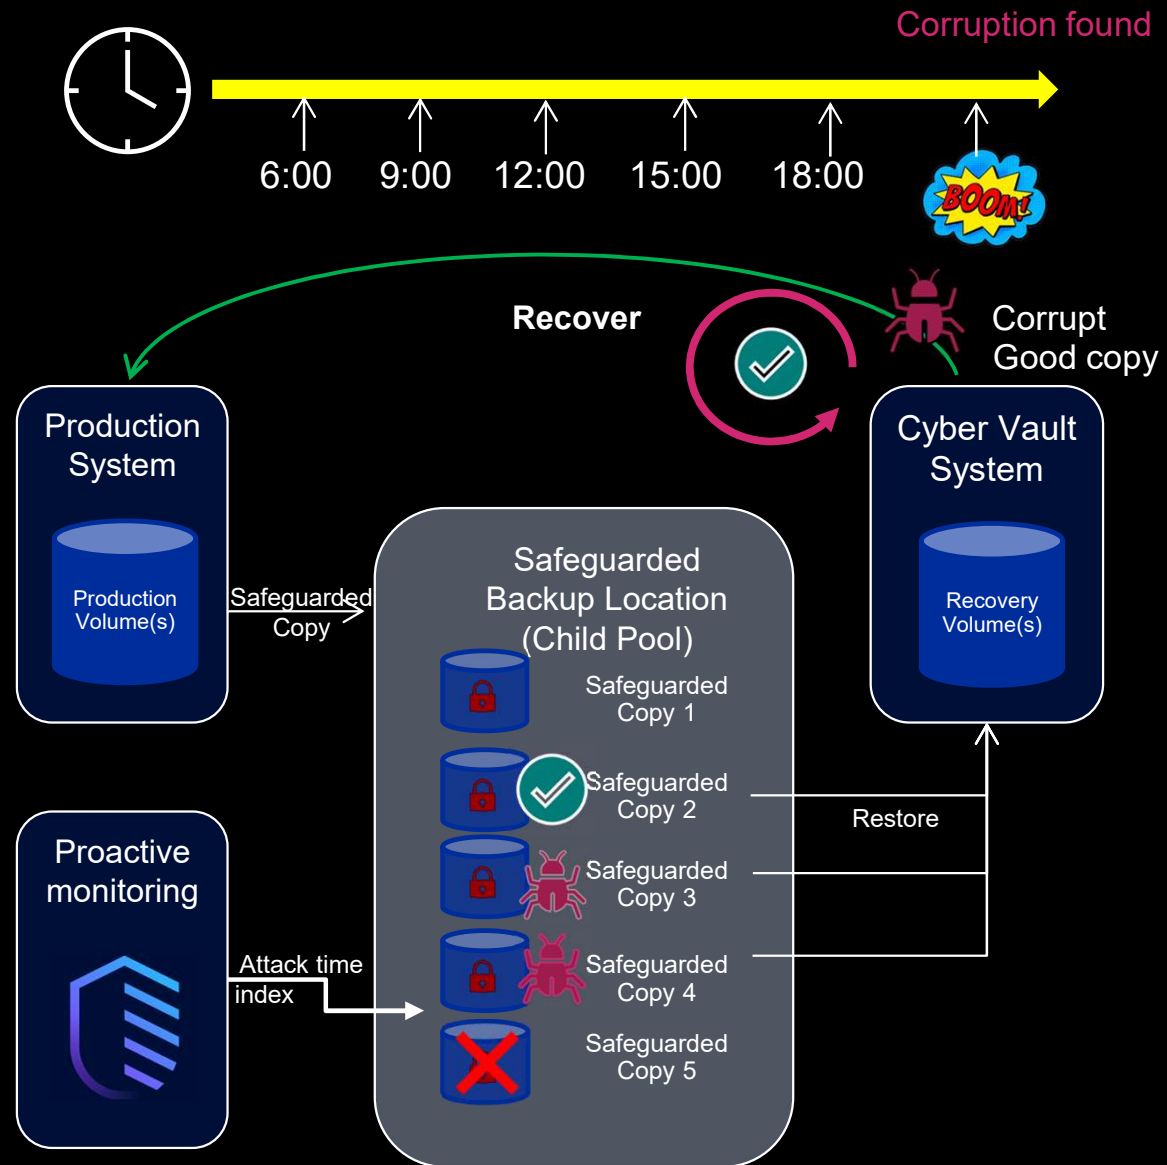 Corruption found
6:00
9:00
12:00
15:00
18:00
BOOM!
Recover
Corrupt
Good copy
Production
System
Production
Volume(s)
Safeguarded
Copy
Safeguarded
Backup Location
(Child Pool)
Safeguarded
Copy 1
Safeguarded
Copy 2
Safeguarded
Copy 3
Safeguarded
Copy 4
Safeguarded
Copy 5
Cyber Vault
System
Recovery
Volume(s)
Restore
Proactive
monitoring
Attack time
index